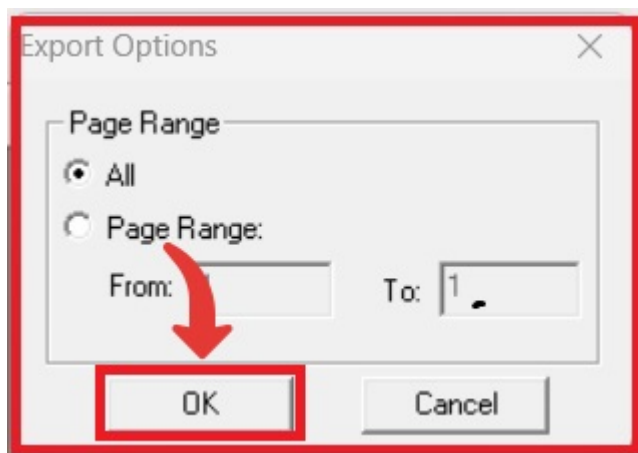 Export Options
Page Range
All
Page Range:
From: To: 1
OK Cancel